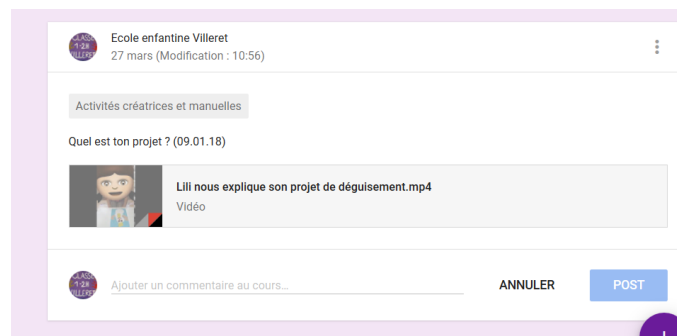 Ecole enfantine Villeret
27 mars (Modification : 10:56)
Activités créatrices et manuelles
Quel est ton projet ? (09.01.18)
Lili nous explique son projet de déguisement.mp4
Vidéo
Ajouter un commentaire au cours...
ANNULER
POST